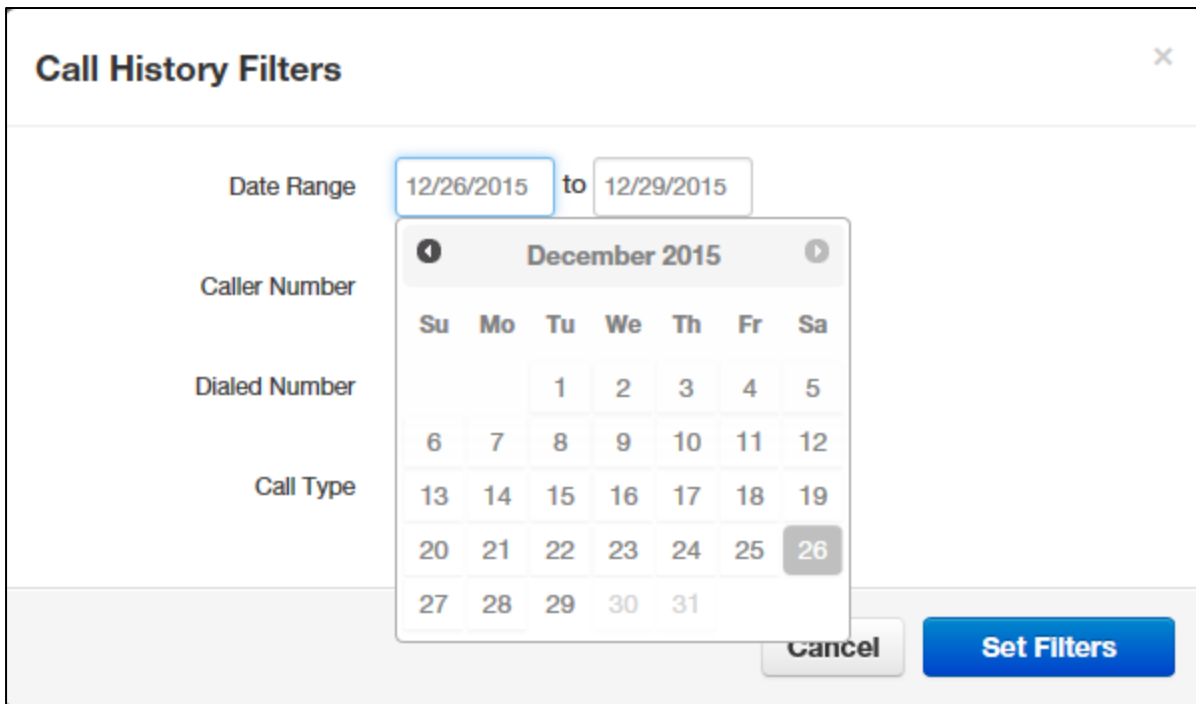 Call History Filters ×
Date Range 12/26/2015 to 12/29/2015
December 2015
Caller Number
Su Mo Tu We Th Fr Sa
Dialed Number
1 2 3 4 5
6 7 8 9 10 11 12
Call Type
13 14 15 16 17 18 19
20 21 22 23 24 25 26
27 28 29 30 31
Cancel Set Filters